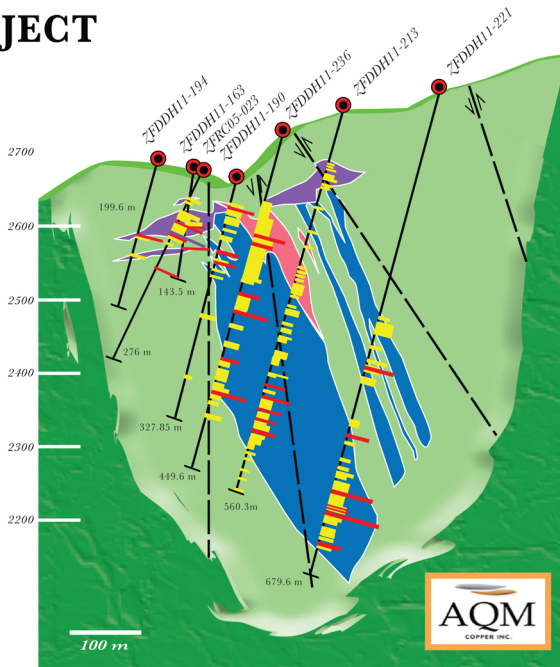 JECT
ZFDDH11-194
ZFDDH11-163
ZFRC05-023
ZFDDH11-190
ZFDDH11-236
ZFDDH11-213
ZFDDH11-221
2700
2600
2500
2400
2300
2200
199.6 m
143.5 m
276 m
327.85 m
449.6 m
560.3m
679.6 m
100 m
AQM
COPPER INC.